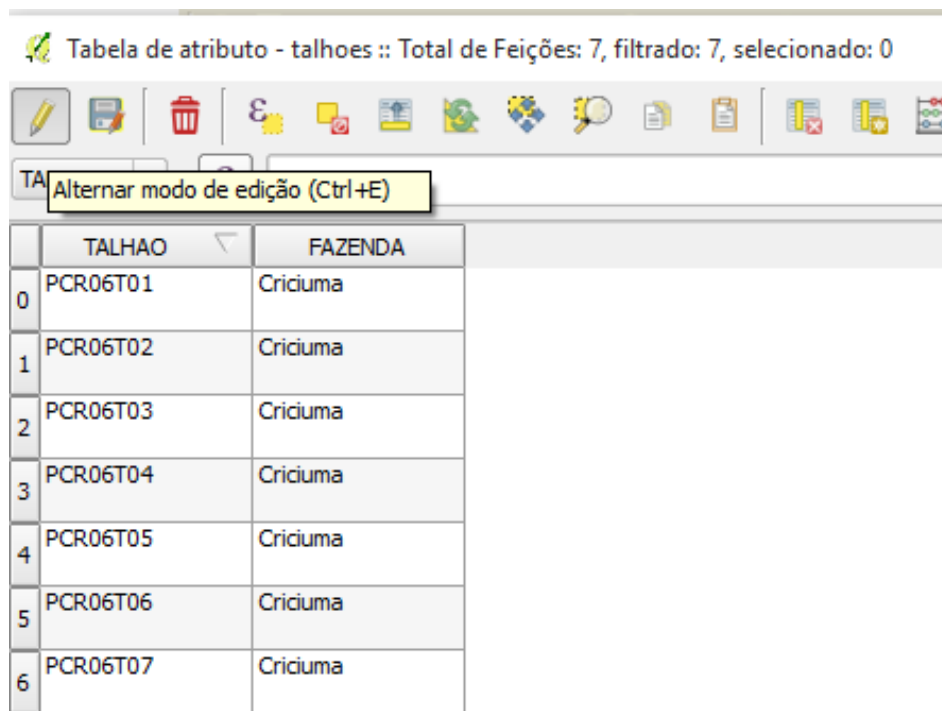 Tabela de atributo - talhoes :: Total de Feições: 7, filtrado: 7, selecionado: 0
ε
TA
Alternar modo de edição (Ctrl+E)
TALHAO FAZENDA
0 PCR06T01 Criciuma
1 PCR06T02 Criciuma
2 PCR06T03 Criciuma
3 PCR06T04 Criciuma
4 PCR06T05 Criciuma
5 PCR06T06 Criciuma
6 PCR06T07 Criciuma